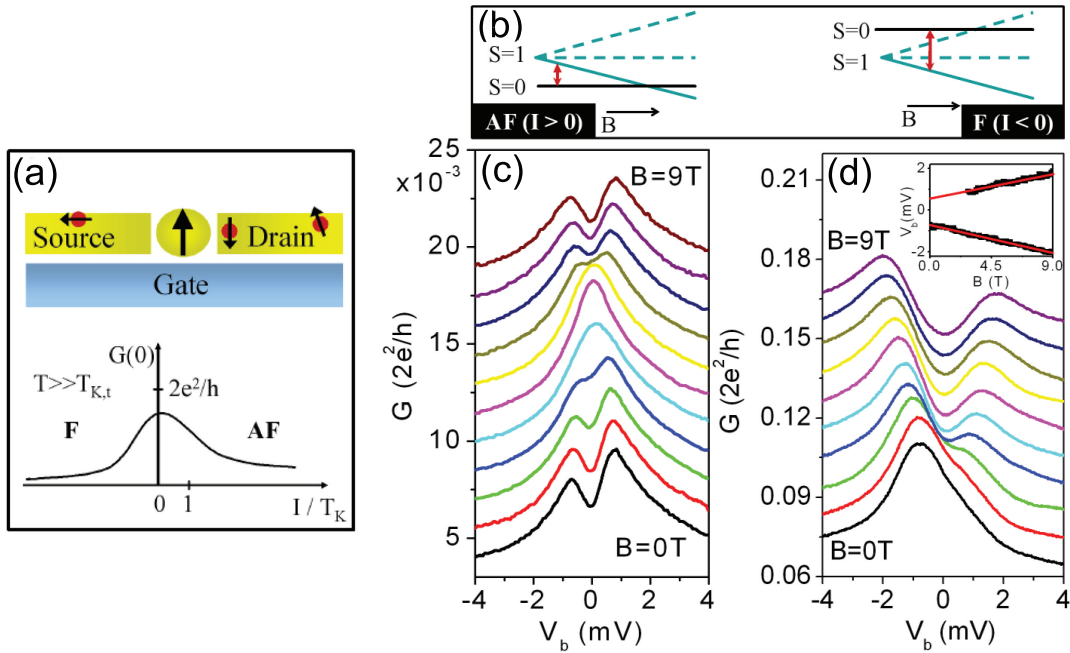 (a)
Source
Drain
Gate
G(0)
T>>T_K,t
2e²/h
F
AF
0
1
I / T_K
(b)
S=1
S=0
AF (I > 0)
B
S=0
S=1
B
F (I < 0)
(c)
25
x10⁻³
20
15
10
5
G (2e²/h)
B=9T
B=0T
-4
-2
0
2
4
V_b (mV)
(d)
0.21
0.18
0.15
0.12
0.09
0.06
G (2e²/h)
B=9T
B=0T
-4
-2
0
2
4
V_b (mV)
2
0
-2
V_b (mV)
0.0
4.5
9.0
B (T)